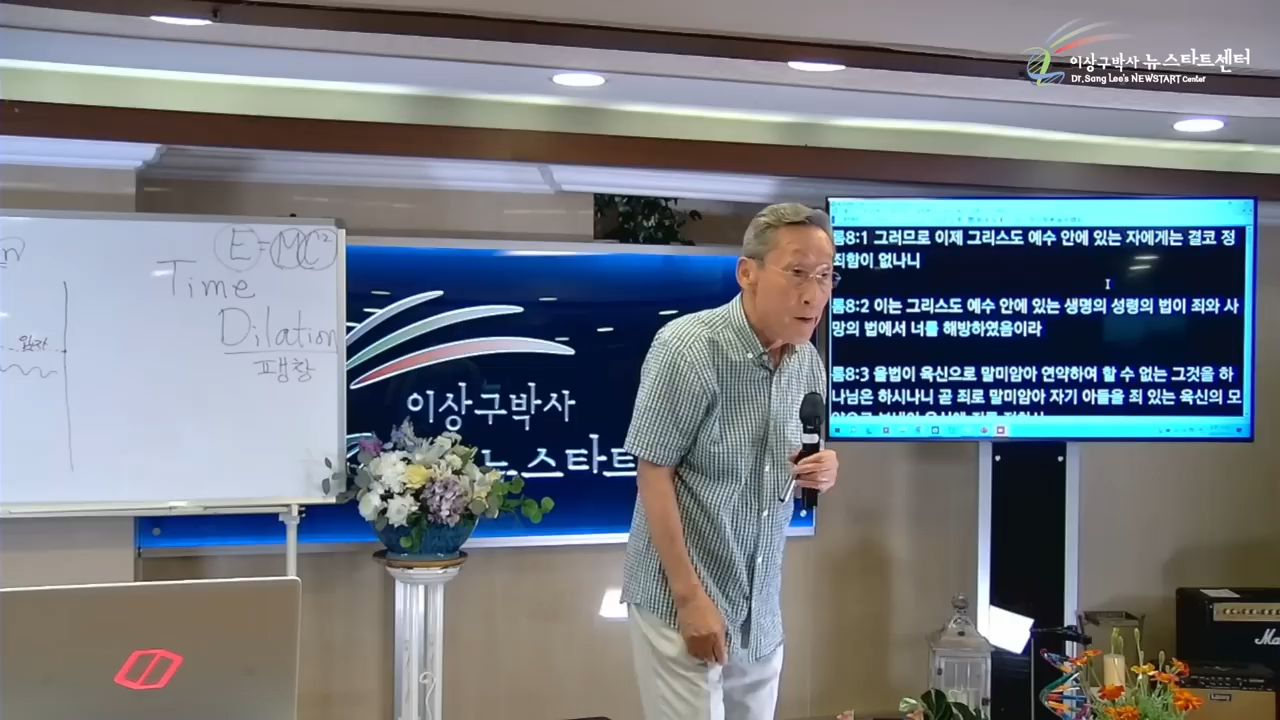 이상구박사 뉴스타트센터
Dr. Sang Lee's NEWSTART Center
E=MC²
Time
Dilation
팽창
이상구박사
뉴스타트
롬8:1 그러므로 이제 그리스도 예수 안에 있는 자에게는 결코 정
죄함이 없나니
롬8:2 이는 그리스도 예수 안에 있는 생명의 성령의 법이 죄와 사
망의 법에서 너를 해방하였음이라
롬8:3 율법이 육신으로 말미암아 연약하여 할 수 없는 그것을 하
나님은 하시나니 곧 죄로 말미암아 자기 아들을 죄 있는 육신의 모